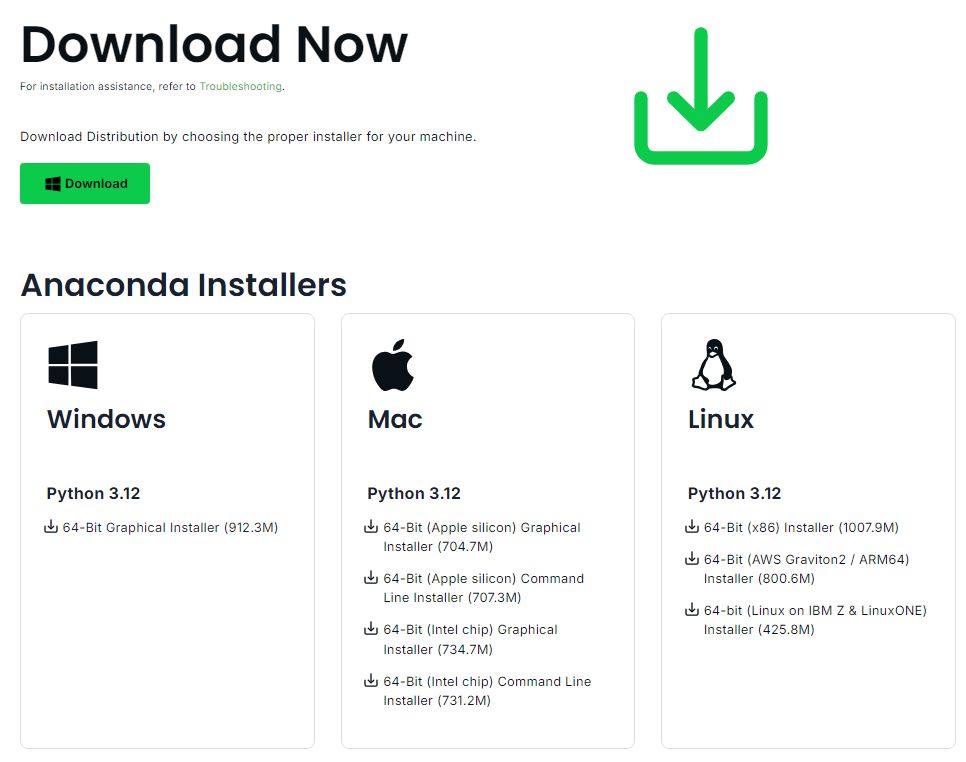 Download Now
For installation assistance, refer to Troubleshooting.
Download Distribution by choosing the proper installer for your machine.
Download
Anaconda Installers
Windows
Python 3.12
64-Bit Graphical Installer (912.3M)
Mac
Python 3.12
64-Bit (Apple silicon) Graphical
Installer (704.7M)
64-Bit (Apple silicon) Command
Line Installer (707.3M)
64-Bit (Intel chip) Graphical
Installer (734.7M)
64-Bit (Intel chip) Command Line
Installer (731.2M)
Linux
Python 3.12
64-Bit (x86) Installer (1007.9M)
64-Bit (AWS Graviton2 / ARM64)
Installer (800.6M)
64-bit (Linux on IBM Z & LinuxONE)
Installer (425.8M)